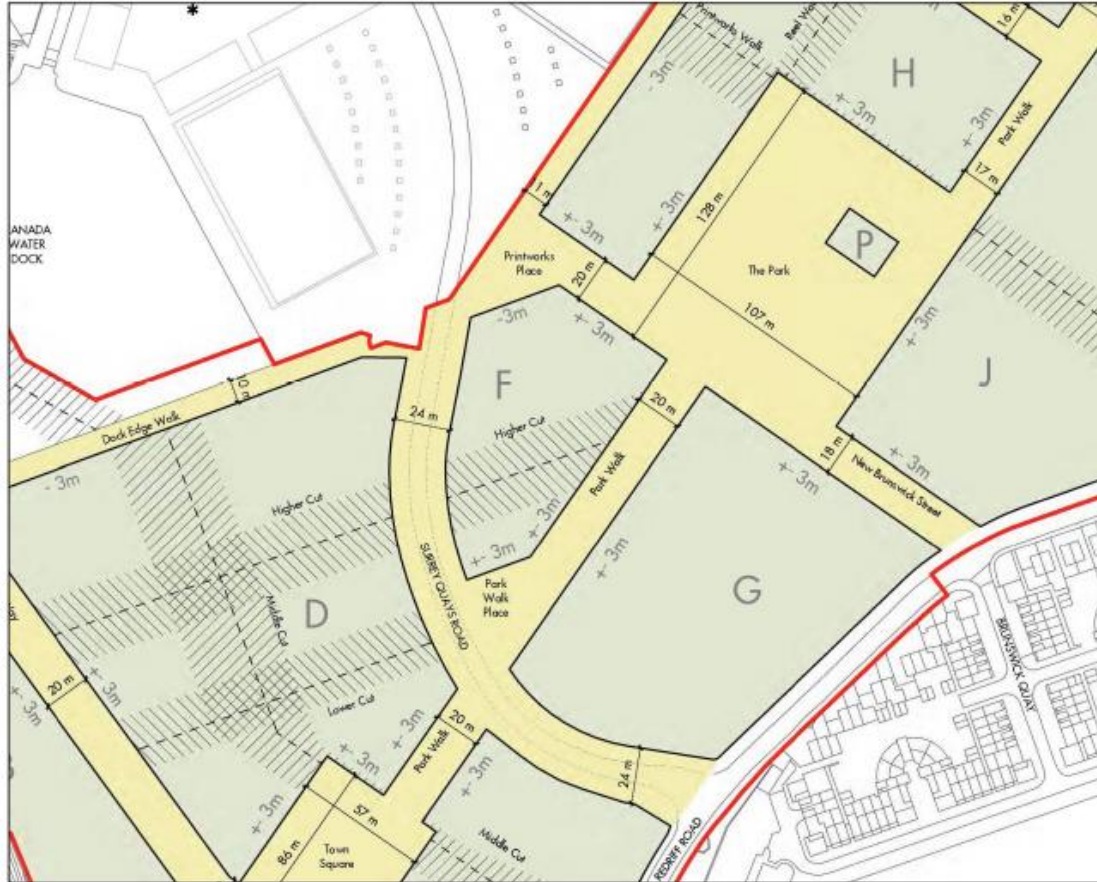 *
Printworks Walk
Reel Wa
16 m
H
- 3m
+- 3m
+- 3m
Park Walk
17 m
ANADA
WATER
DOCK
1 m
128 m
+- 3m
+- 3m
P
Printworks
Place
20 m
The Park
-3m
+- 3m
107 m
+- 3m
J
10 m
F
24 m
Higher Cut
20 m
Dock Edge Walk
- 3m
18 m
+- 3m
New Brunswick Street
+- 3m
Higher Cut
Park Walk
SURREY QUAYS ROAD
+- 3m
+- 3m
+- 3m
Park
Walk
Place
G
Middle Cut
D
BRUNSWICK QUAY
20 m
+- 3m
+- 3m
Lower Cut
20 m
+- 3m
Park Walk
+- 3m
+- 3m
24 m
57 m
+- 3m
86 m
Town
Square
Middle Cut
REDRIFF ROAD